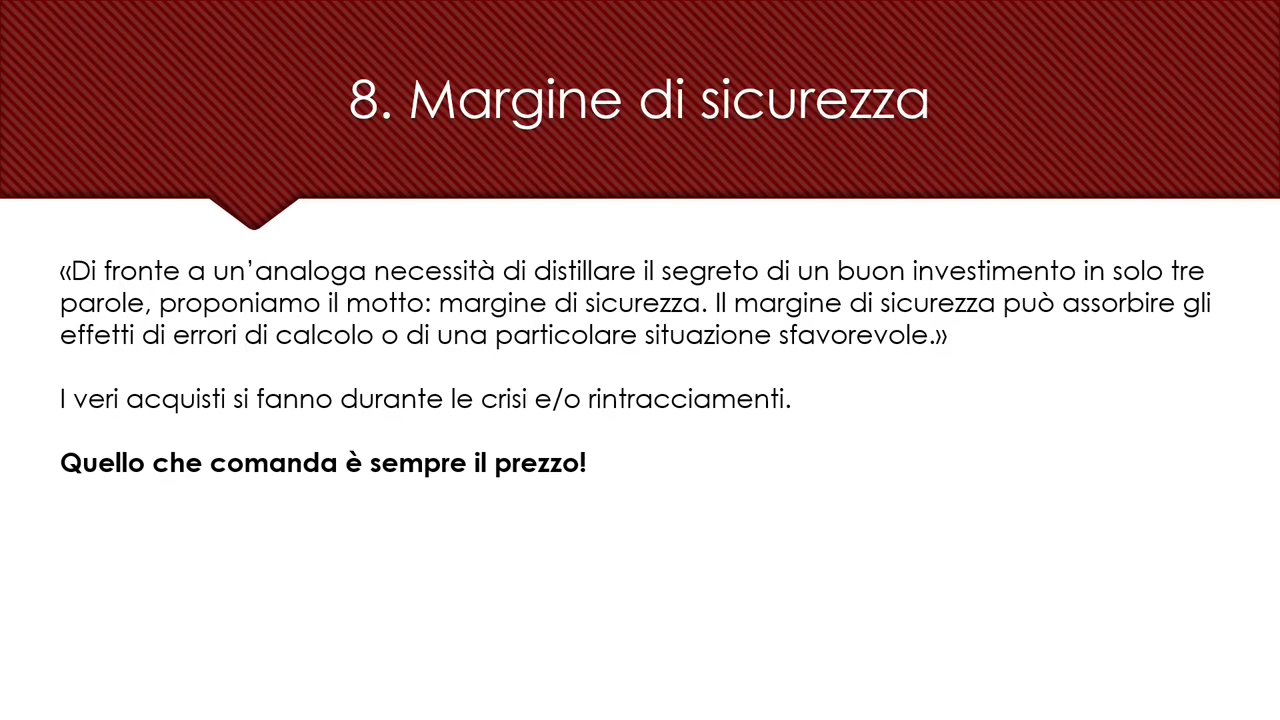 8. Margine di sicurezza
«Di fronte a un’analoga necessità di distillare il segreto di un buon investimento in solo tre
parole, proponiamo il motto: margine di sicurezza. Il margine di sicurezza può assorbire gli
effetti di errori di calcolo o di una particolare situazione sfavorevole.»
I veri acquisti si fanno durante le crisi e/o rintracciamenti.
Quello che comanda è sempre il prezzo!